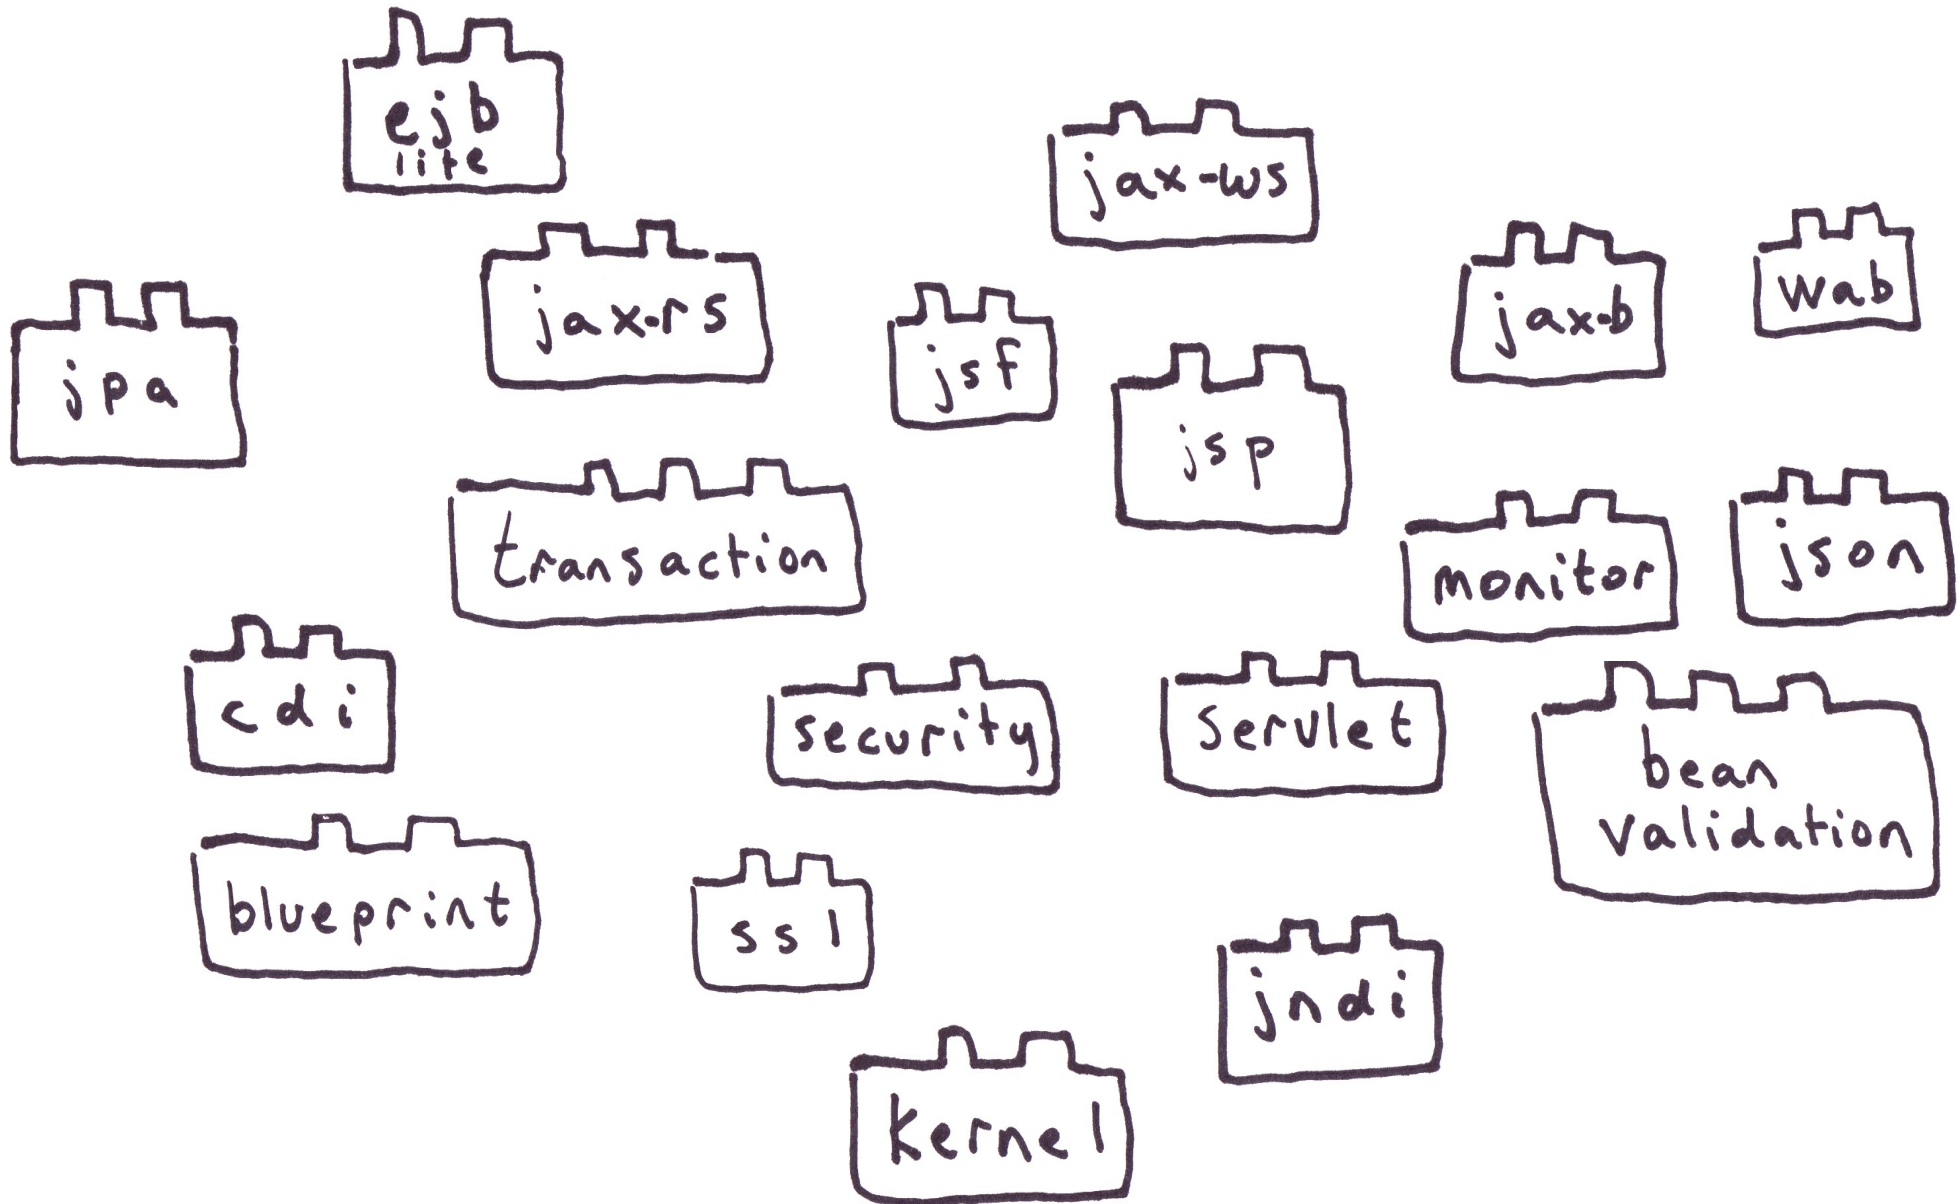 ejb
lite
jax-ws
jax-rs
jax-b
wab
jpa
jsf
jsp
transaction
monitor
json
cdi
security
servlet
bean
validation
blueprint
ssl
jndi
kernel